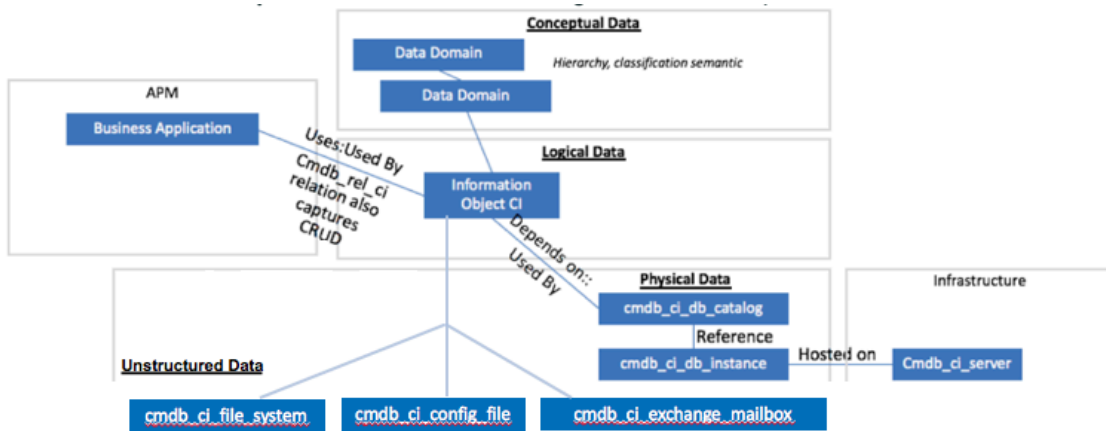 Conceptual Data
Data Domain
Hierarchy, classification semantic
Data Domain
APM
Business Application
Uses:Used By
Cmdb_rel_ci
relation also
captures
CRUD
Logical Data
Information
Object CI
Depends on::
Used By
Physical Data
Infrastructure
cmdb_ci_db_catalog
Reference
Unstructured Data
cmdb_ci_db_instance
Hosted on
Cmdb_ci_server
cmdb_ci_file_system
cmdb_ci_config_file
cmdb_ci_exchange_mailbox